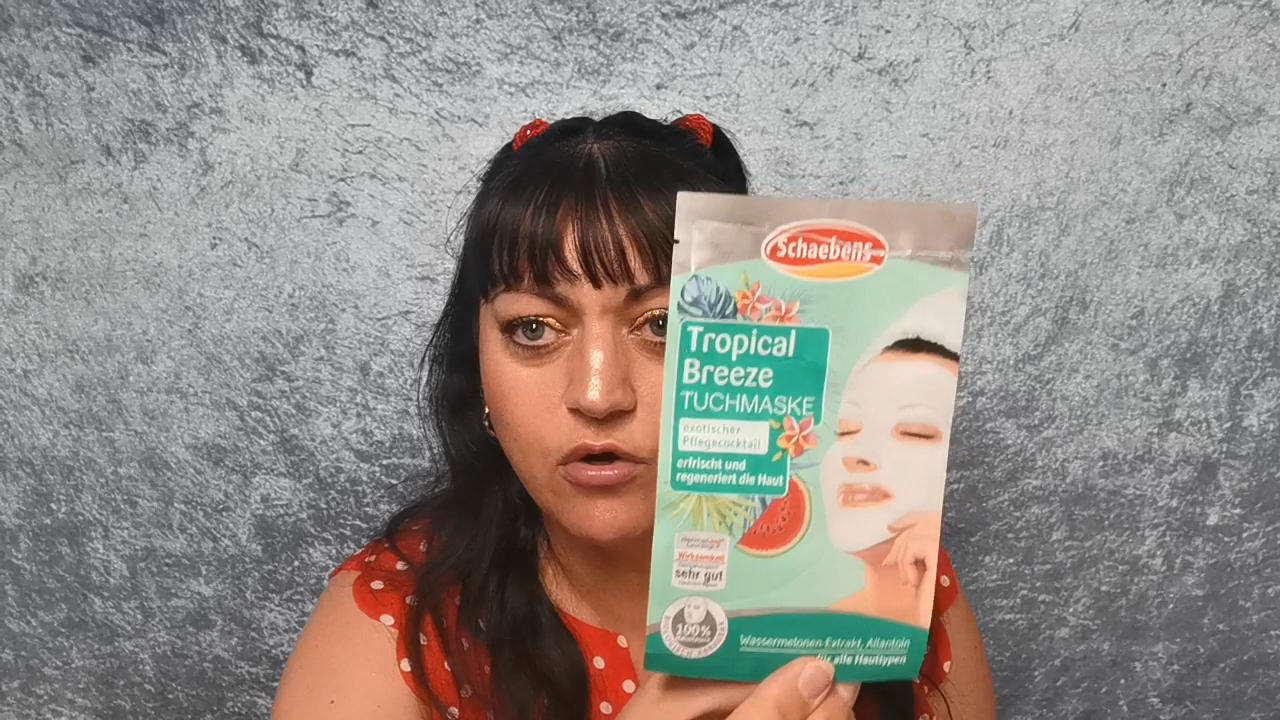 Schaebens
Tropical
Breeze
TUCHMASKE
exotischer
Pflegecocktail
erfrischt und
regeneriert die Haut
Wirksamkeit
sehr gut
100%
Wassermelonen-Extrakt, Allantoin
für alle Hauttypen